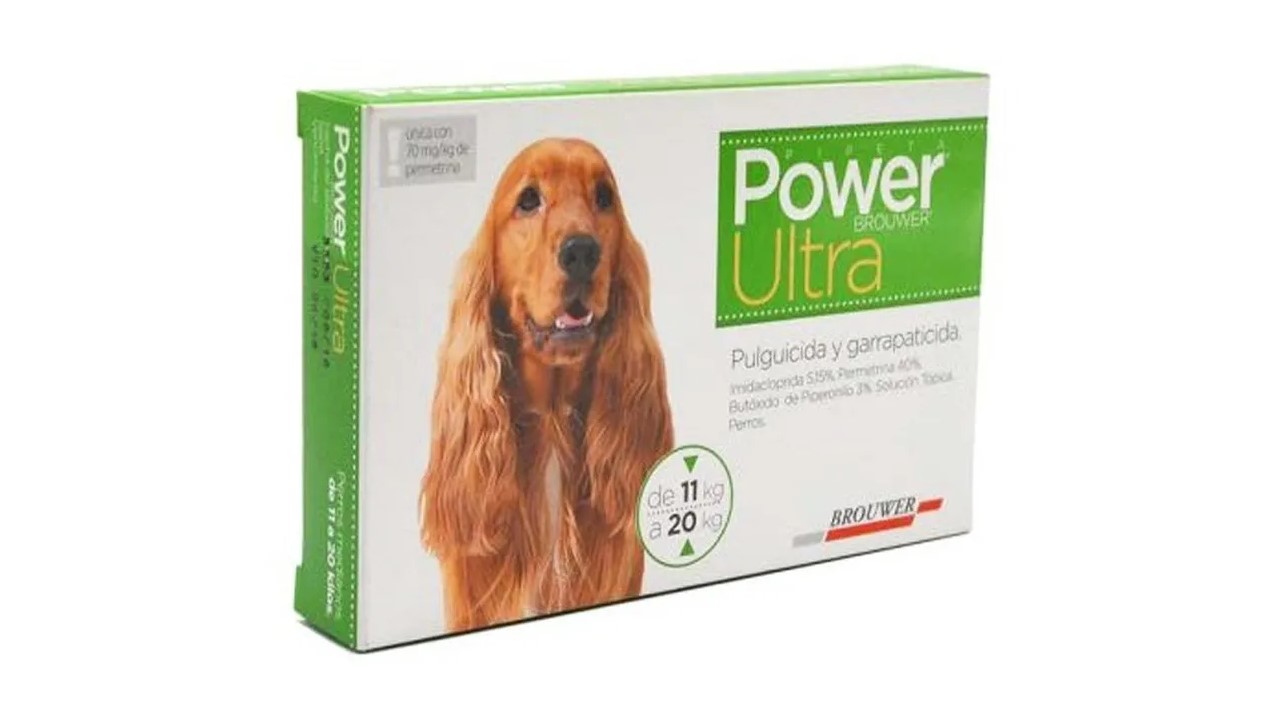 única con
70 mg/kg de
permetrina
PIPETA
Power
BROUWER
Ultra
Pulguicida y garrapaticida.
Imidacloprida 5,15%, Permetrina 40%,
Butóxido de Piperonilo 3%. Solución Tópica.
Perros.
de 11 kg
a 20 kg
BROUWER
Power Ultra
Perros medianos
de 11 a 20 kilos.